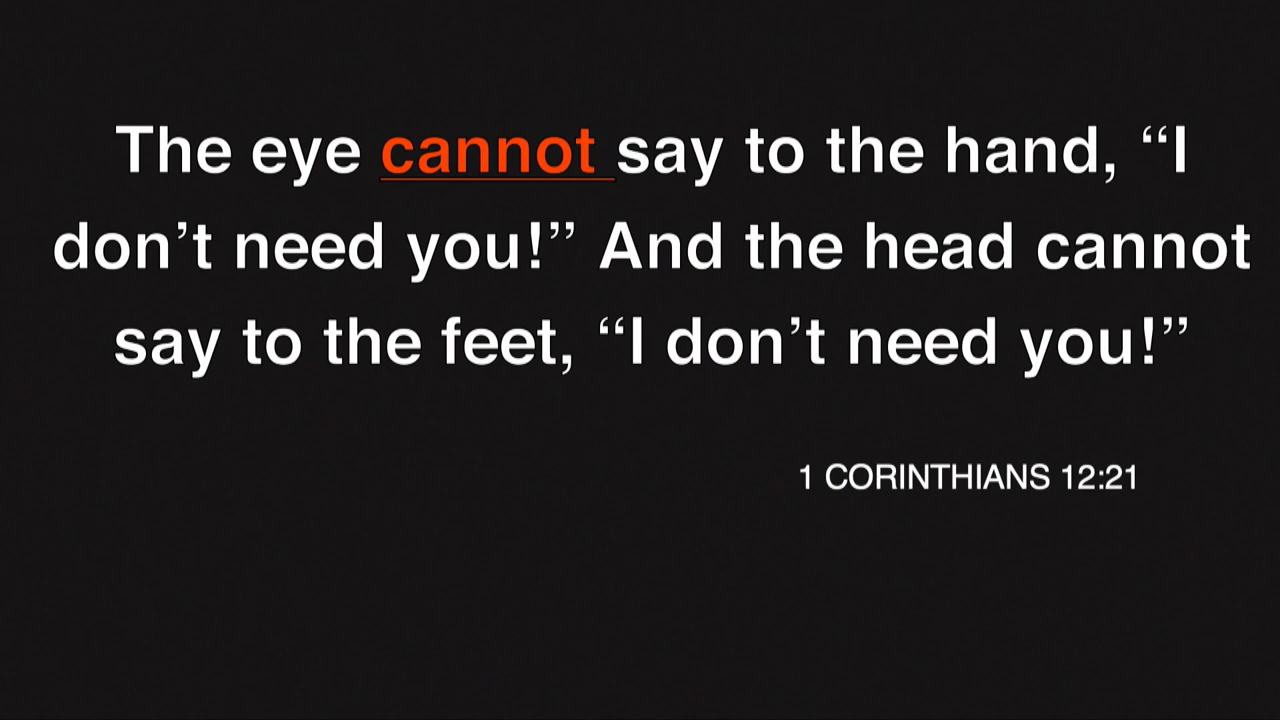 The eye cannot say to the hand, “I
don’t need you!” And the head cannot
say to the feet, “I don’t need you!”
1 CORINTHIANS 12:21